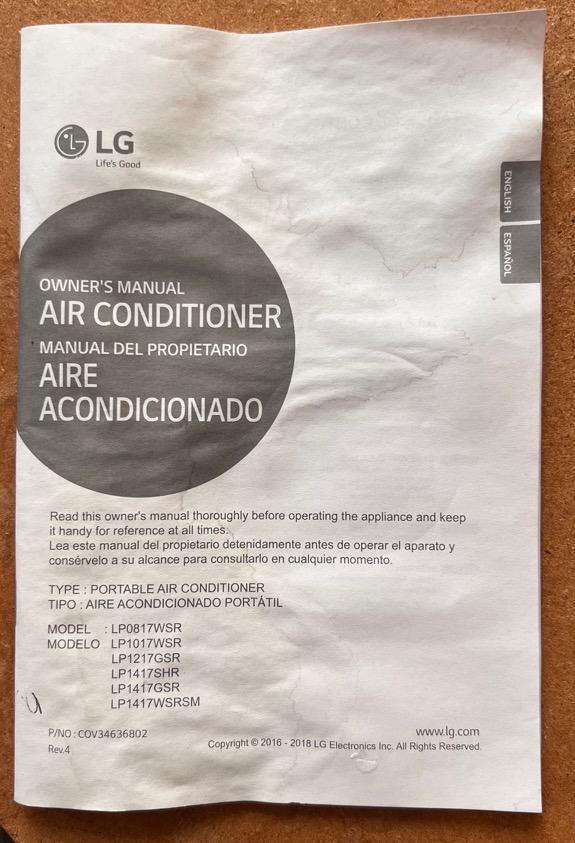 LG
Life's Good
ENGLISH
ESPAÑOL
OWNER'S MANUAL
AIR CONDITIONER
MANUAL DEL PROPIETARIO
AIRE
ACONDICIONADO
Read this owner's manual thoroughly before operating the appliance and keep
it handy for reference at all times.
Lea este manual del propietario detenidamente antes de operar el aparato y
consérvelo a su alcance para consultarlo en cualquier momento.
TYPE : PORTABLE AIR CONDITIONER
TIPO : AIRE ACONDICIONADO PORTÁTIL
MODEL : LP0817WSR
MODELO LP1017WSR
LP1217GSR
LP1417SHR
LP1417GSR
LP1417WSRSM
P/NO : COV34636802
Rev.4
www.lg.com
Copyright © 2016 - 2018 LG Electronics Inc. All Rights Reserved.